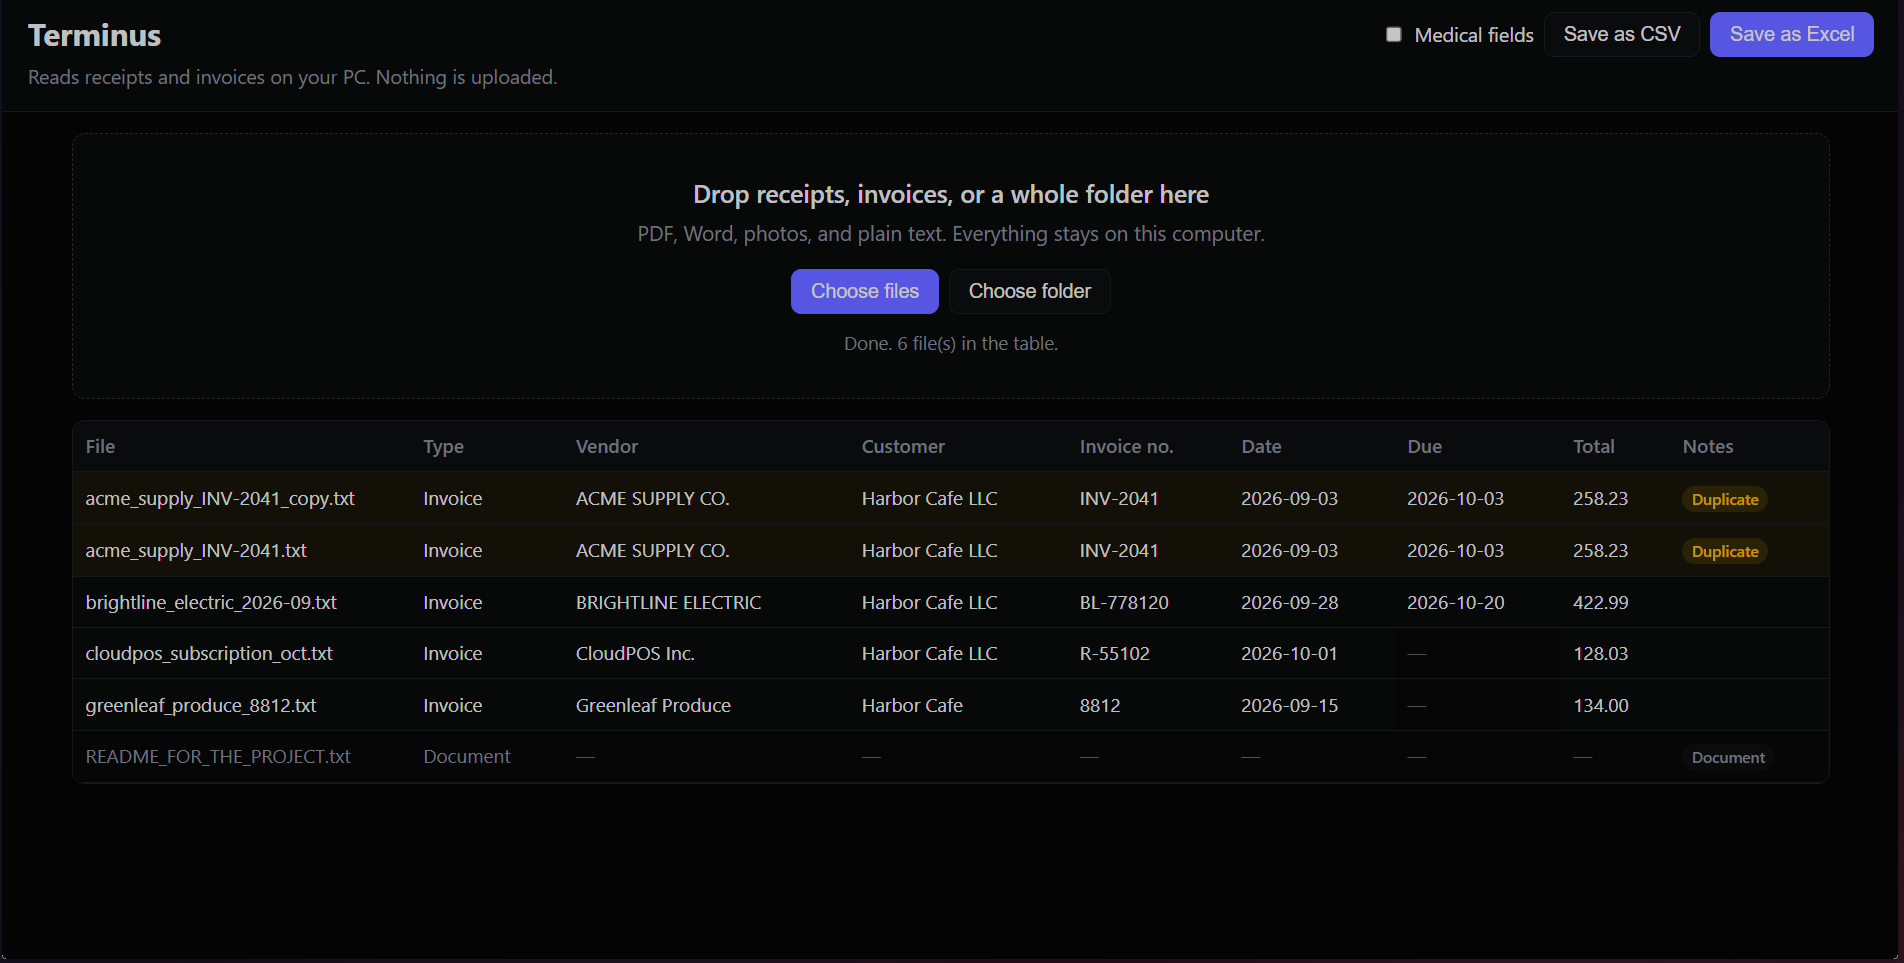 Terminus
Medical fields
Save as CSV
Save as Excel
Reads receipts and invoices on your PC. Nothing is uploaded.
Drop receipts, invoices, or a whole folder here
PDF, Word, photos, and plain text. Everything stays on this computer.
Choose files
Choose folder
Done. 6 file(s) in the table.
File Type Vendor Customer Invoice no. Date Due Total Notes
acme_supply_INV-2041_copy.txt Invoice ACME SUPPLY CO. Harbor Cafe LLC INV-2041 2026-09-03 2026-10-03 258.23 Duplicate
acme_supply_INV-2041.txt Invoice ACME SUPPLY CO. Harbor Cafe LLC INV-2041 2026-09-03 2026-10-03 258.23 Duplicate
brightline_electric_2026-09.txt Invoice BRIGHTLINE ELECTRIC Harbor Cafe LLC BL-778120 2026-09-28 2026-10-20 422.99
cloudpos_subscription_oct.txt Invoice CloudPOS Inc. Harbor Cafe LLC R-55102 2026-10-01 — 128.03
greenleaf_produce_8812.txt Invoice Greenleaf Produce Harbor Cafe 8812 2026-09-15 — 134.00
README_FOR_THE_PROJECT.txt Document — — — — — — Document